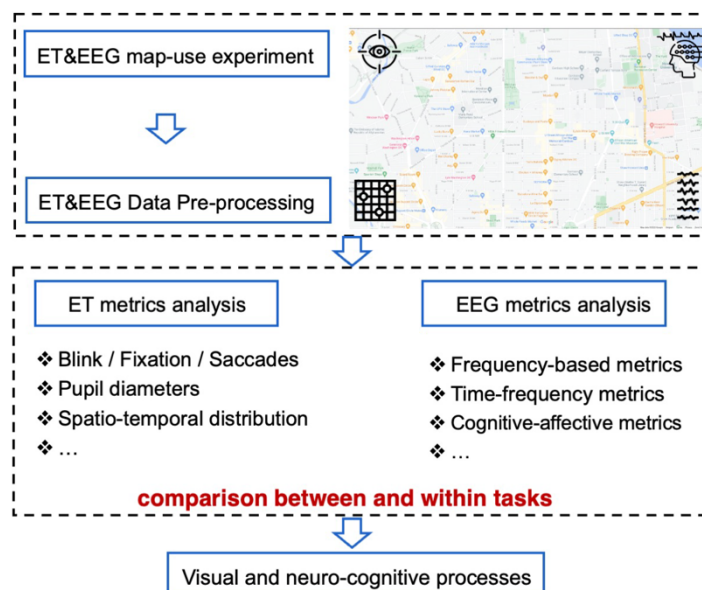 ET&EEG map-use experiment
ET&EEG Data Pre-processing
ET metrics analysis
❖ Blink / Fixation / Saccades
❖ Pupil diameters
❖ Spatio-temporal distribution
❖ …
EEG metrics analysis
❖ Frequency-based metrics
❖ Time-frequency metrics
❖ Cognitive-affective metrics
❖ …
comparison between and within tasks
Visual and neuro-cognitive processes